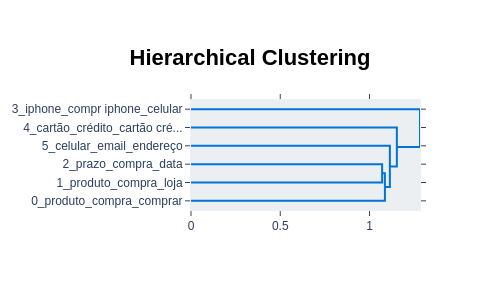 Hierarchical Clustering
3_iphone_compr iphone_celular
4_cartão_crédito_cartão cré...
5_celular_email_endereço
2_prazo_compra_data
1_produto_compra_loja
0_produto_compra_comprar
0
0.5
1